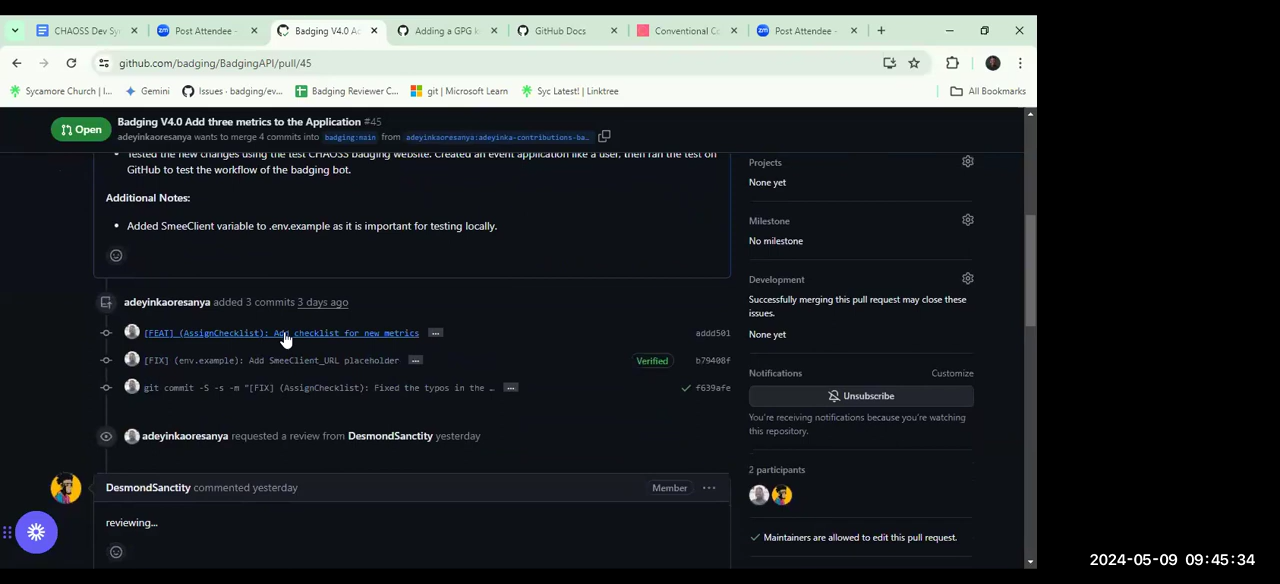 CHAOSS Dev Sy
Post Attendee -
Badging V4.0 Ad
Adding a GPG k
GitHub Docs
Conventional Co
Post Attendee -
github.com/badging/BadgingAPI/pull/45
Sycamore Church | I...
Gemini
Issues · badging/ev...
Badging Reviewer C...
git | Microsoft Learn
Syc Latest! | Linktree
All Bookmarks
Open
Badging V4.0 Add three metrics to the Application #45
adeyinkaoresanya wants to merge 4 commits into badging:main from adeyinkaoresanya:adeyinka-contributions-ba…
Tested the new changes using the test CHAOSS badging website. Created an event application like a user, then ran the test on
GitHub to test the workflow of the badging bot.
Additional Notes:
• Added SmeeClient variable to .env.example as it is important for testing locally.
adeyinkaoresanya added 3 commits 3 days ago
[FEAT] (AssignChecklist): Add checklist for new metrics ... addd501
[FIX] (env.example): Add SmeeClient_URL placeholder ... Verified b79408f
git commit -S -s -m "[FIX] (AssignChecklist): Fixed the typos in the … ... f639afe
adeyinkaoresanya requested a review from DesmondSanctity yesterday
DesmondSanctity commented yesterday Member ...
reviewing...
Projects
None yet
Milestone
No milestone
Development
Successfully merging this pull request may close these
issues.
None yet
Notifications Customize
Unsubscribe
You're receiving notifications because you're watching
this repository.
2 participants
Maintainers are allowed to edit this pull request.
2024-05-09 09:45:34